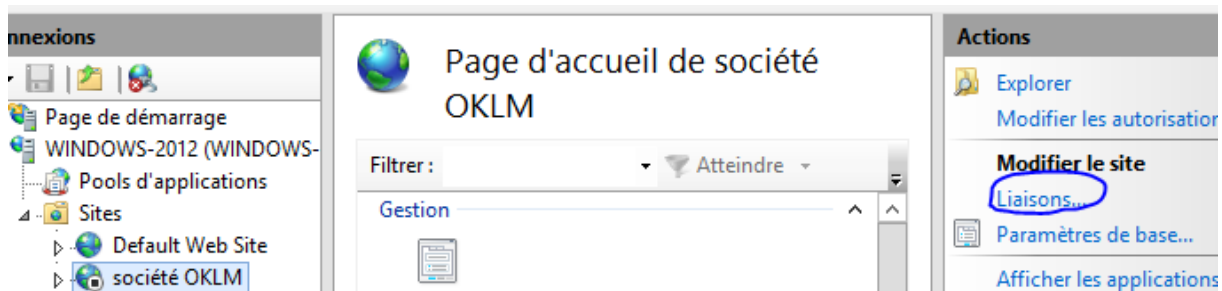 nnexions
Page de démarrage
WINDOWS-2012 (WINDOWS-
Pools d'applications
Sites
Default Web Site
société OKLM
Page d'accueil de société
OKLM
Filtrer :
Atteindre
Gestion
Actions
Explorer
Modifier les autorisation
Modifier le site
Liaisons...
Paramètres de base...
Afficher les applications